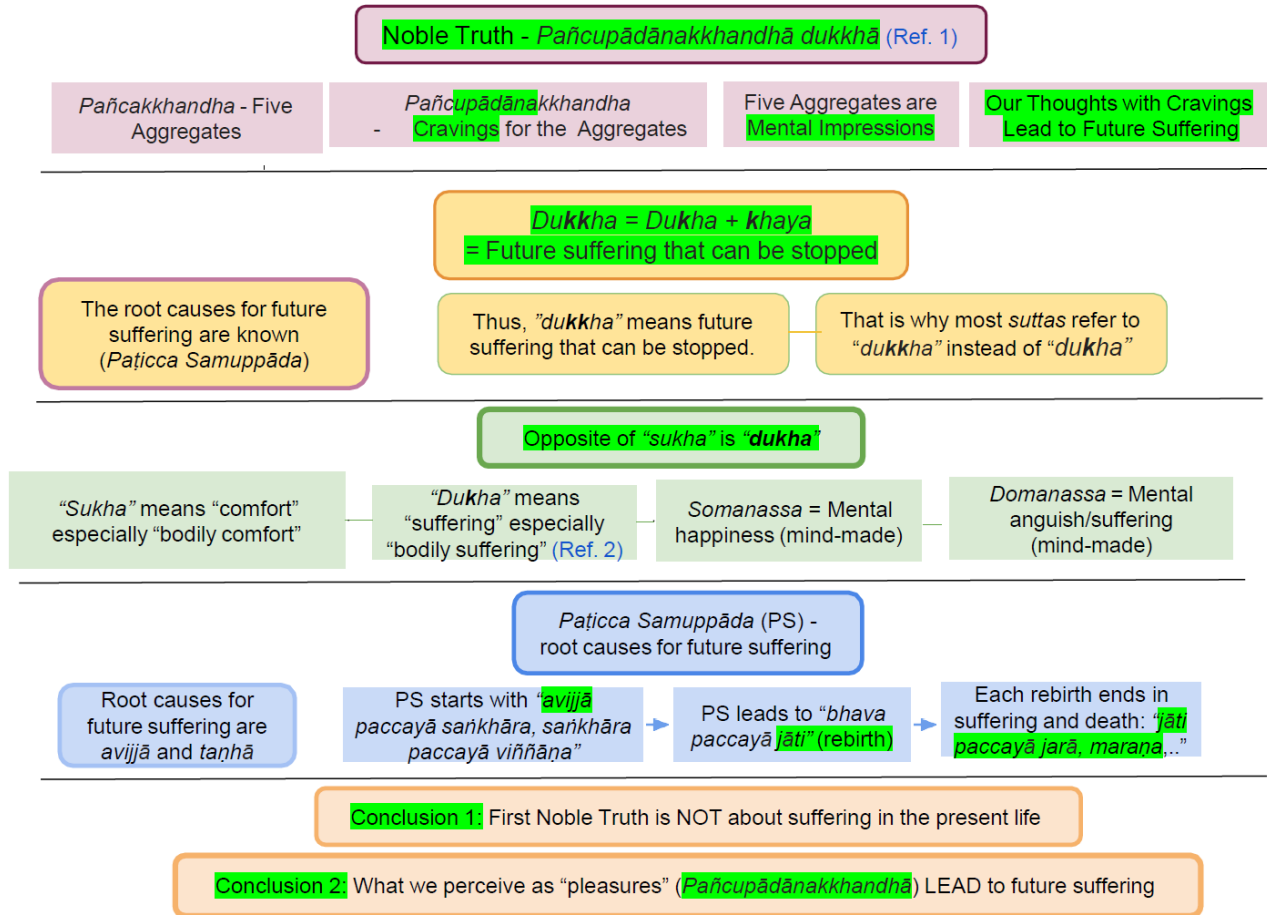 Noble Truth - Pañcupādānakkhandhā dukkhā (Ref. 1)
Pañcakkhandha - Five
Aggregates
Pañcupādānakkhandha
- Cravings for the Aggregates
Five Aggregates are
Mental Impressions
Our Thoughts with Cravings
Lead to Future Suffering
Dukkha = Dukha + khaya
= Future suffering that can be stopped
The root causes for future
suffering are known
(Paṭicca Samuppāda)
Thus, ”dukkha” means future
suffering that can be stopped.
That is why most suttas refer to
“dukkha” instead of “dukha”
Opposite of “sukha” is “dukha”
“Sukha” means “comfort”
especially “bodily comfort”
“Dukha” means
“suffering” especially
“bodily suffering” (Ref. 2)
Somanassa = Mental
happiness (mind-made)
Domanassa = Mental
anguish/suffering
(mind-made)
Paṭicca Samuppāda (PS) -
root causes for future suffering
Root causes for
future suffering are
avijjā and taṇhā
PS starts with “avijjā
paccayā saṅkhāra, saṅkhāra
paccayā viññāṇa”
PS leads to “bhava
paccayā jāti” (rebirth)
Each rebirth ends in
suffering and death: “jāti
paccayā jarā, maraṇa,..”
Conclusion 1: First Noble Truth is NOT about suffering in the present life
Conclusion 2: What we perceive as “pleasures” (Pañcupādānakkhandhā) LEAD to future suffering